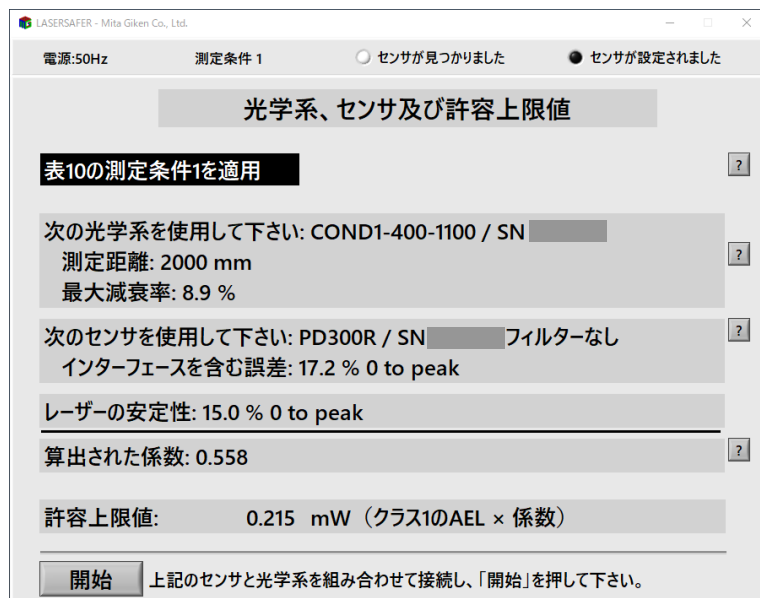 LASERSAFER - Mita Giken Co., Ltd.
電源:50Hz 測定条件 1 センサが見つかりました センサが設定されました
光学系、センサ及び許容上限値
表10の測定条件1を適用 ?
次の光学系を使用して下さい: COND1-400-1100 / SN
測定距離: 2000 mm ?
最大減衰率: 8.9 %
次のセンサを使用して下さい: PD300R / SN フィルターなし ?
インターフェースを含む誤差: 17.2 % 0 to peak
レーザーの安定性: 15.0 % 0 to peak
算出された係数: 0.558 ?
許容上限値: 0.215 mW（クラス1のAEL × 係数）
開始 上記のセンサと光学系を組み合わせて接続し、「開始」を押して下さい。